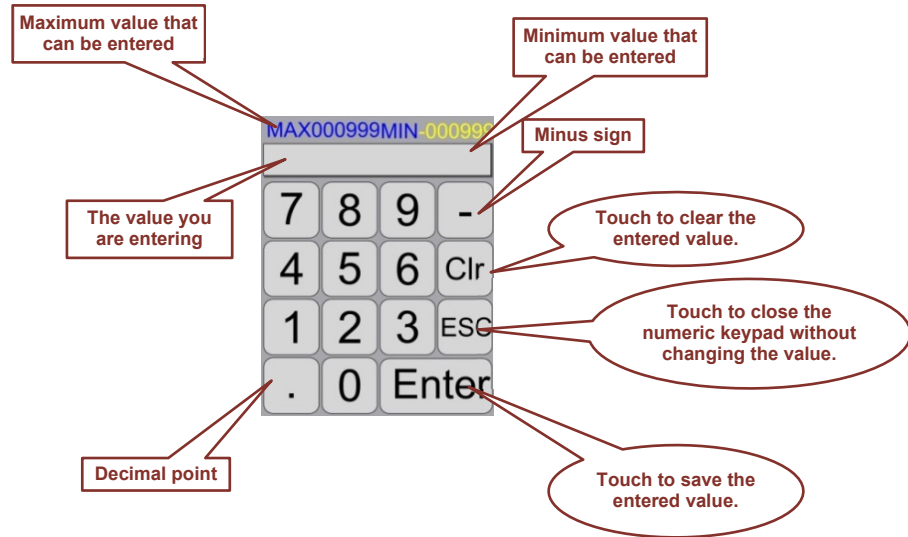 Maximum value that
can be entered
Minimum value that
can be entered
MAX000999MIN-000999
Minus sign
The value you
are entering
7 8 9 -
Touch to clear the
entered value.
4 5 6 Clr
1 2 3 ESC
Touch to close the
numeric keypad without
changing the value.
. 0 Enter
Decimal point
Touch to save the
entered value.